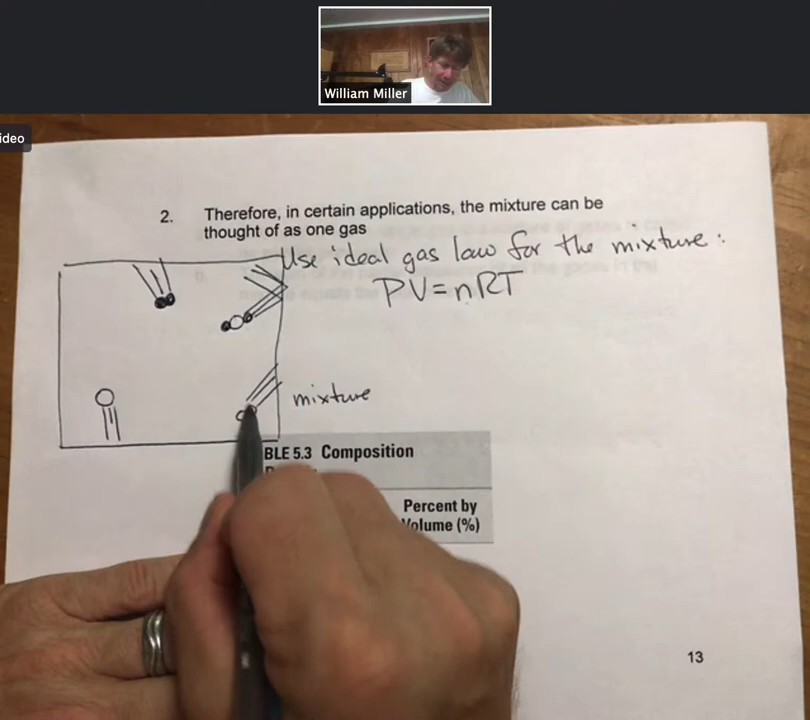 William Miller
ideo
2. Therefore, in certain applications, the mixture can be
thought of as one gas
Use ideal gas law for the mixture:
PV=nRT
mixture
BLE 5.3 Composition
Percent by
Volume (%)
13